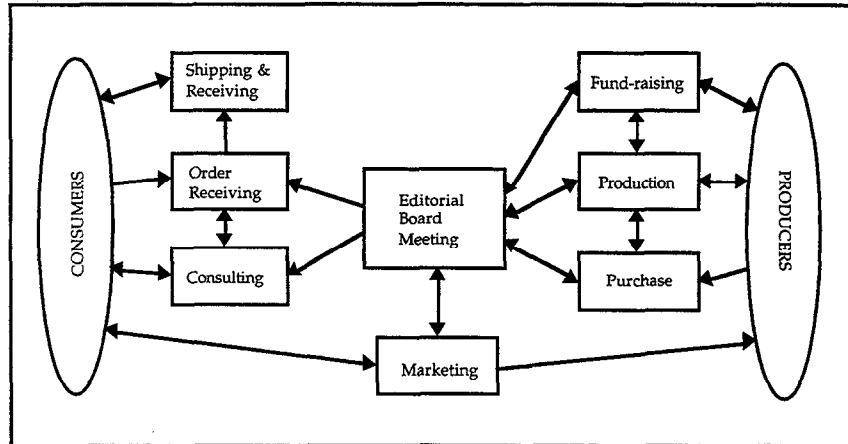 CONSUMERS
Shipping &
Receiving
Order
Receiving
Consulting
Editorial
Board
Meeting
Marketing
Fund-raising
Production
Purchase
PRODUCERS